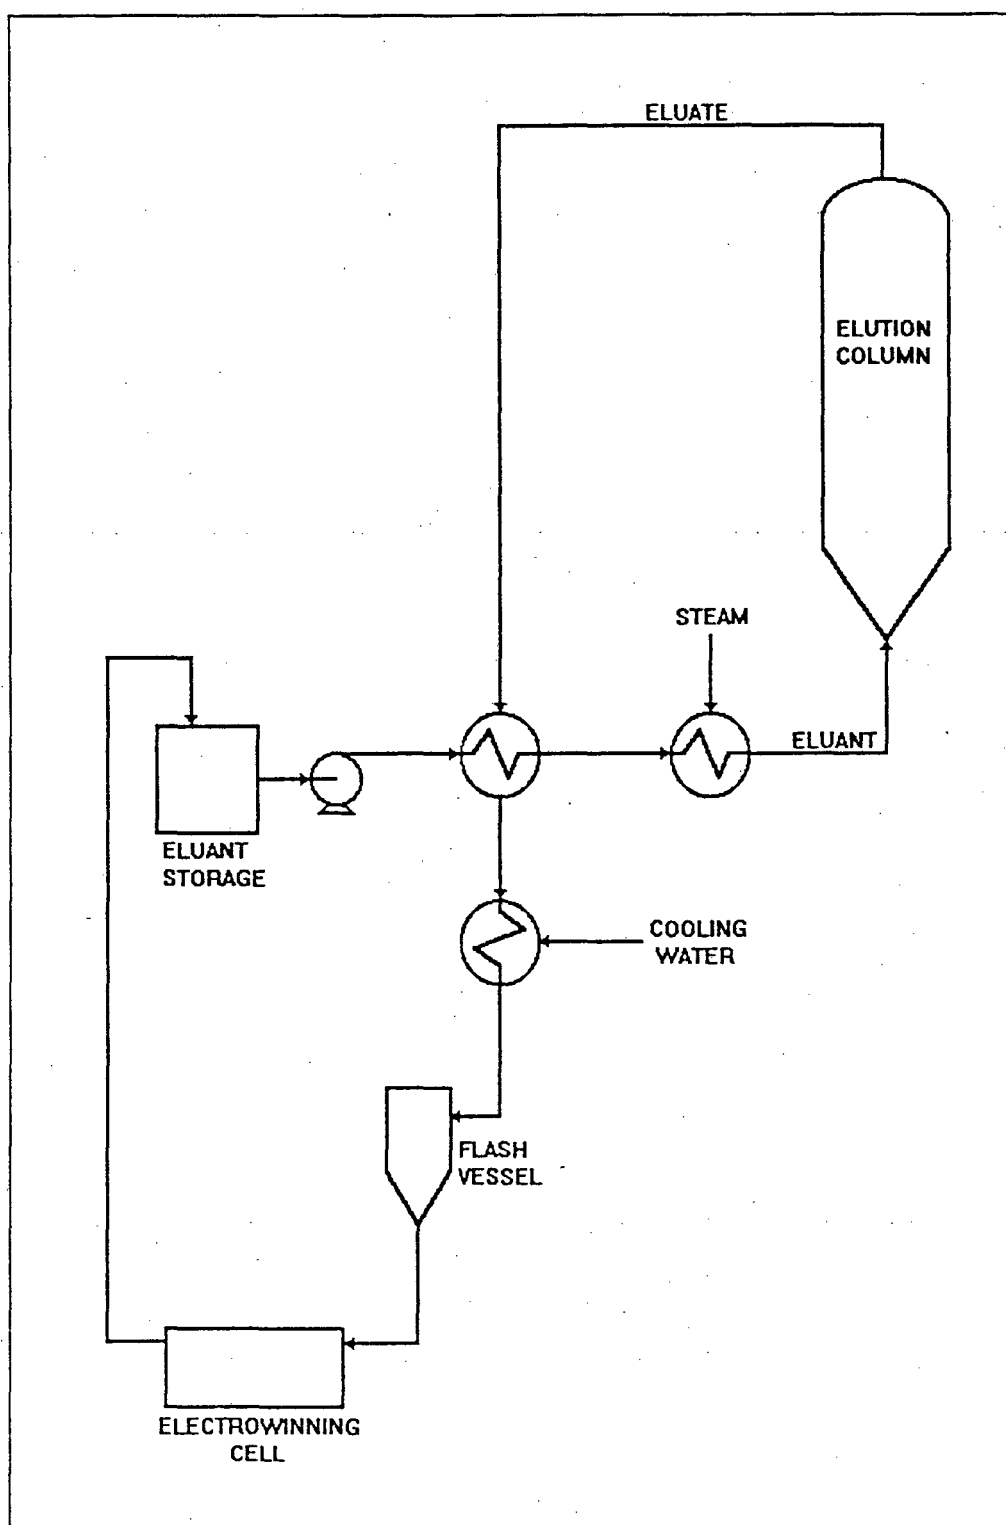 ELUATE
ELUTION
COLUMN
STEAM
ELUANT
ELUANT
STORAGE
COOLING
WATER
FLASH
VESSEL
ELECTROWINNING
CELL